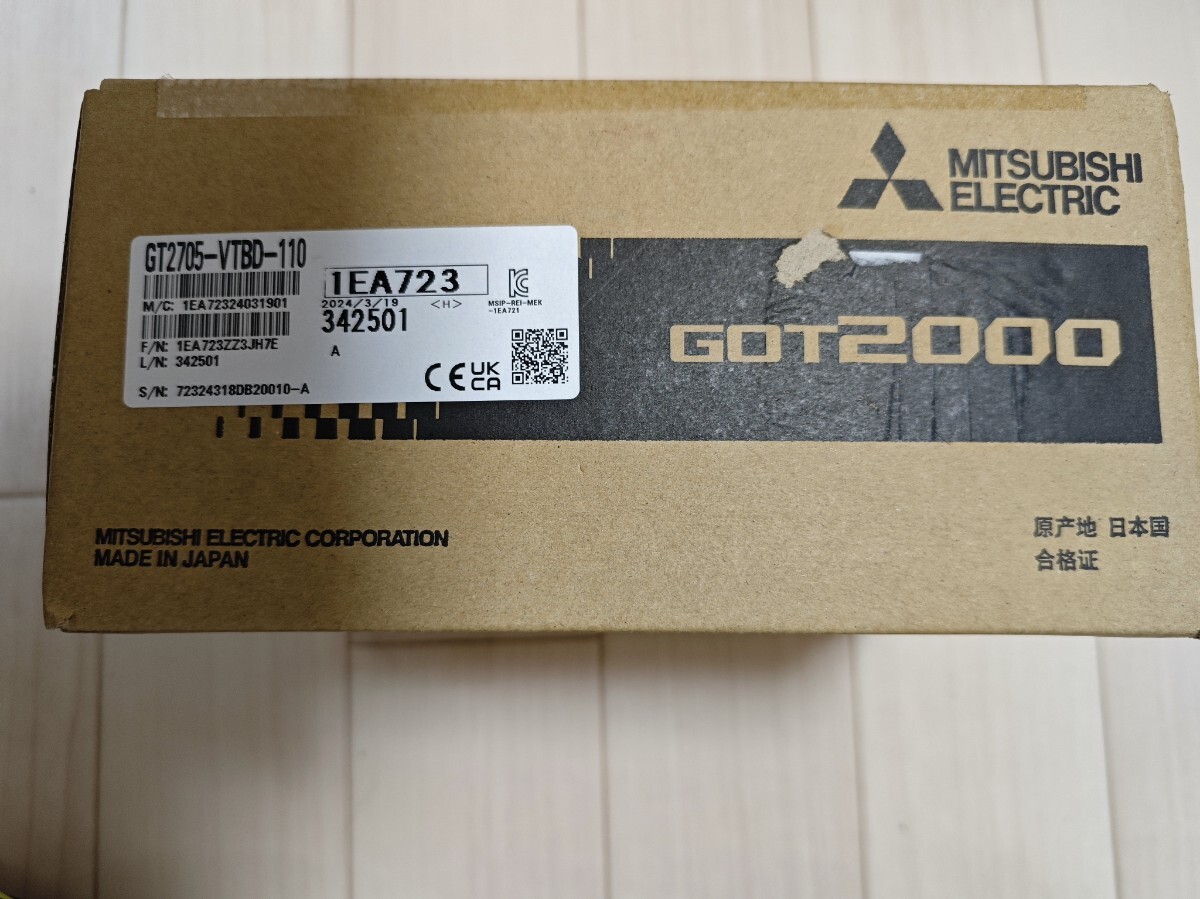 MITSUBISHI
ELECTRIC
GT2705-VTBD-110
M/C: 1EA72324031901
F/N: 1EA723ZZ3JH7E
L/N: 342501
S/N: 72324318DB20010-A
1EA723
2024/3/19 <H>
342501
A
MSIP-REI-MEK
-1EA721
CE UK
CA
GOT2000
MITSUBISHI ELECTRIC CORPORATION
MADE IN JAPAN
原产地 日本国
合格证